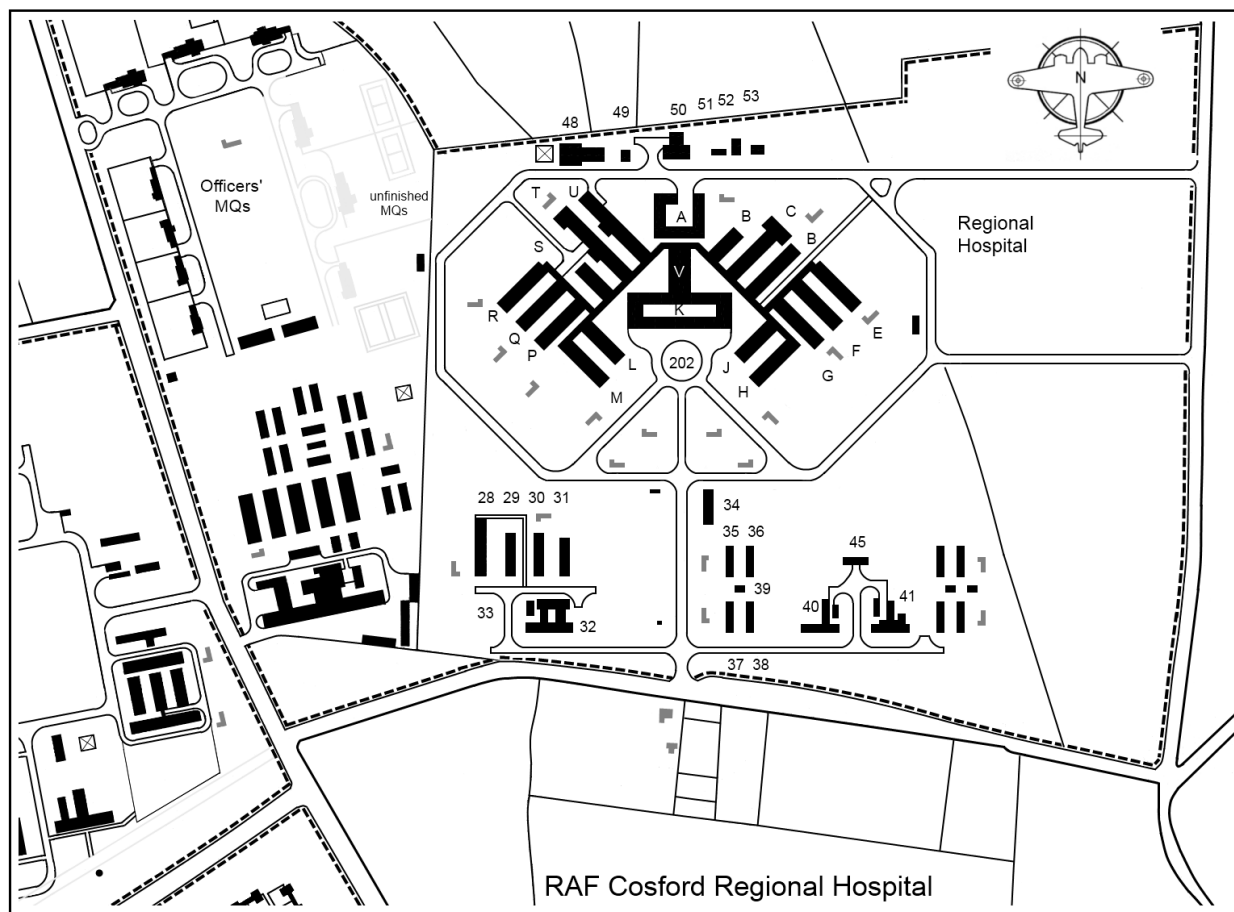 N
48 49 50 51 52 53
T U
A
B C
Officers'
MQs
unfinished
MQs
Regional
Hospital
S
B
V
K
R
Q
P
L
M
202
J
H
E
F
G
28 29 30 31
34
35 36
45
39
40
41
33
32
37 38
RAF Cosford Regional Hospital